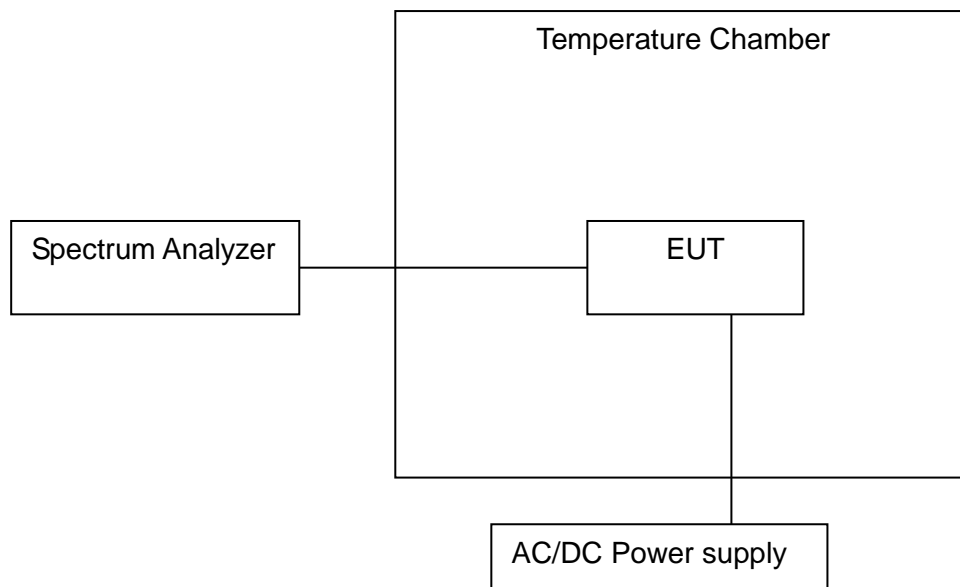 Temperature Chamber
Spectrum Analyzer
EUT
AC/DC Power supply